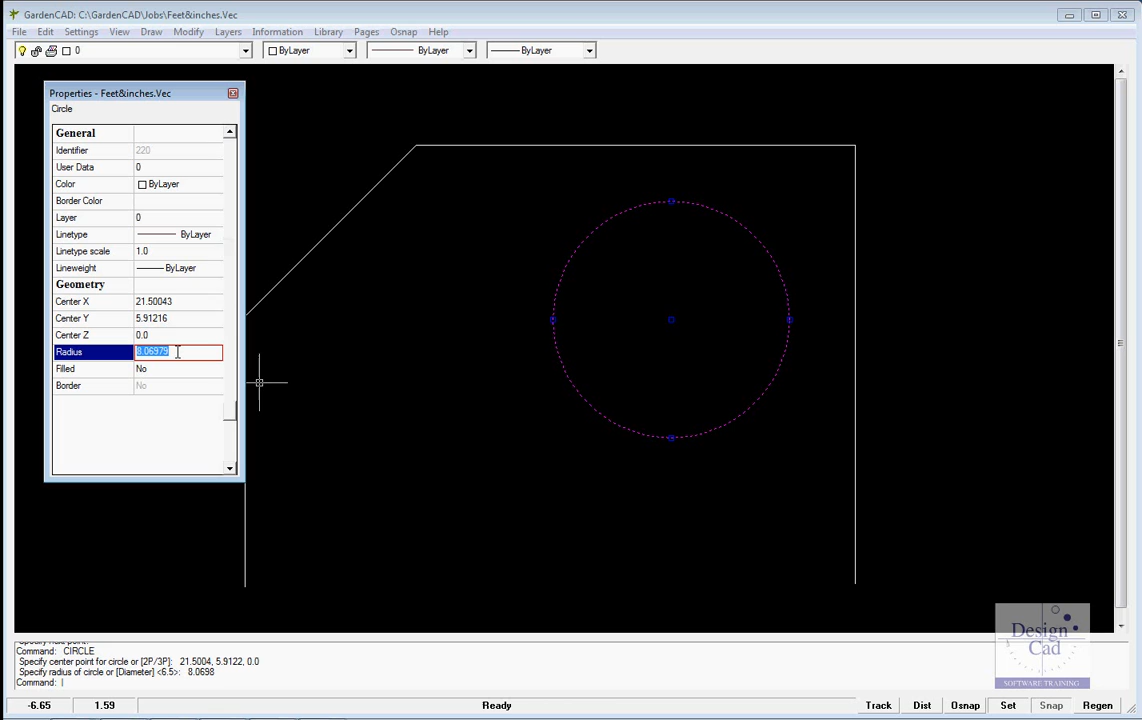 GardenCAD: C:\GardenCAD\Jobs\Feet&inches.Vec
File Edit Settings View Draw Modify Layers Information Library Pages Osnap Help
0 ByLayer ByLayer ByLayer
Properties - Feet&inches.Vec
Circle
General
Identifier 220
User Data 0
Color ByLayer
Border Color
Layer 0
Linetype ByLayer
Linetype scale 1.0
Lineweight ByLayer
Geometry
Center X 21.50043
Center Y 5.91216
Center Z 0.0
Radius 8.06979
Filled No
Border No
Specify next point:
Command: CIRCLE
Specify center point for circle or [2P/3P]: 21.5004, 5.9122, 0.0
Specify radius of circle or [Diameter] <6.5>: 8.0698
Command:
Design
Cad
SOFTWARE TRAINING
-6.65 1.59 Ready Track Dist Osnap Set Snap Regen